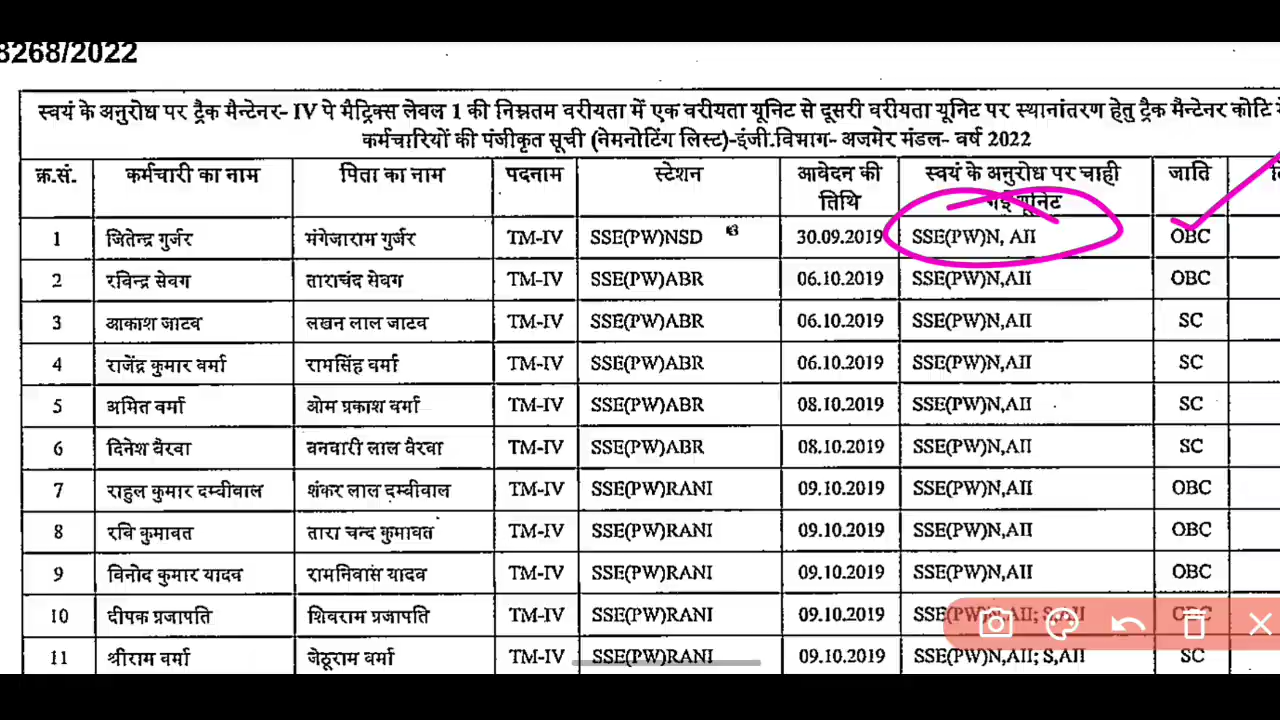 8268/2022
स्वयं के अनुरोध पर ट्रैक मैन्टेनर- IV पे मैट्रिक्स लेवल 1 की निम्नतम वरीयता में एक वरीयता यूनिट से दूसरी वरीयता यूनिट पर स्थानांतरण हेतु ट्रैक मैन्टेनर कोटि
कर्मचारियों की पंजीकृत सूची (नेमनोटिंग लिस्ट)-इंजी.विभाग- अजमेर मंडल- वर्ष 2022
क्र.सं. कर्मचारी का नाम पिता का नाम पदनाम स्टेशन आवेदन की तिथि स्वयं के अनुरोध पर चाही गई यूनिट जाति
1 जितेन्द्र गुर्जर मंगेजाराम गुर्जर TM-IV SSE(PW)NSD 30.09.2019 SSE(PW)N, AII OBC
2 रविन्द्र सेवग ताराचंद सेवग TM-IV SSE(PW)ABR 06.10.2019 SSE(PW)N,AII OBC
3 आकाश जाटव लखन लाल जाटव TM-IV SSE(PW)ABR 06.10.2019 SSE(PW)N,AII SC
4 राजेंद्र कुमार वर्मा रामसिंह वर्मा TM-IV SSE(PW)ABR 06.10.2019 SSE(PW)N,AII SC
5 अमित वर्मा ओम प्रकाश वर्मा TM-IV SSE(PW)ABR 08.10.2019 SSE(PW)N,AII SC
6 दिनेश बैरवा बनवारी लाल बैरवा TM-IV SSE(PW)ABR 08.10.2019 SSE(PW)N,AII SC
7 राहुल कुमार दम्बीवाल शंकर लाल दम्बीवाल TM-IV SSE(PW)RANI 09.10.2019 SSE(PW)N,AII OBC
8 रवि कुमावत तारा चन्द कुमावत TM-IV SSE(PW)RANI 09.10.2019 SSE(PW)N,AII OBC
9 विनोद कुमार यादव रामनिवास यादव TM-IV SSE(PW)RANI 09.10.2019 SSE(PW)N,AII OBC
10 दीपक प्रजापति शिवराम प्रजापति TM-IV SSE(PW)RANI 09.10.2019 SSE(PW)N,AII; S,AII OBC
11 श्रीराम वर्मा जेठूराम वर्मा TM-IV SSE(PW)RANI 09.10.2019 SSE(PW)N,AII; S,AII SC